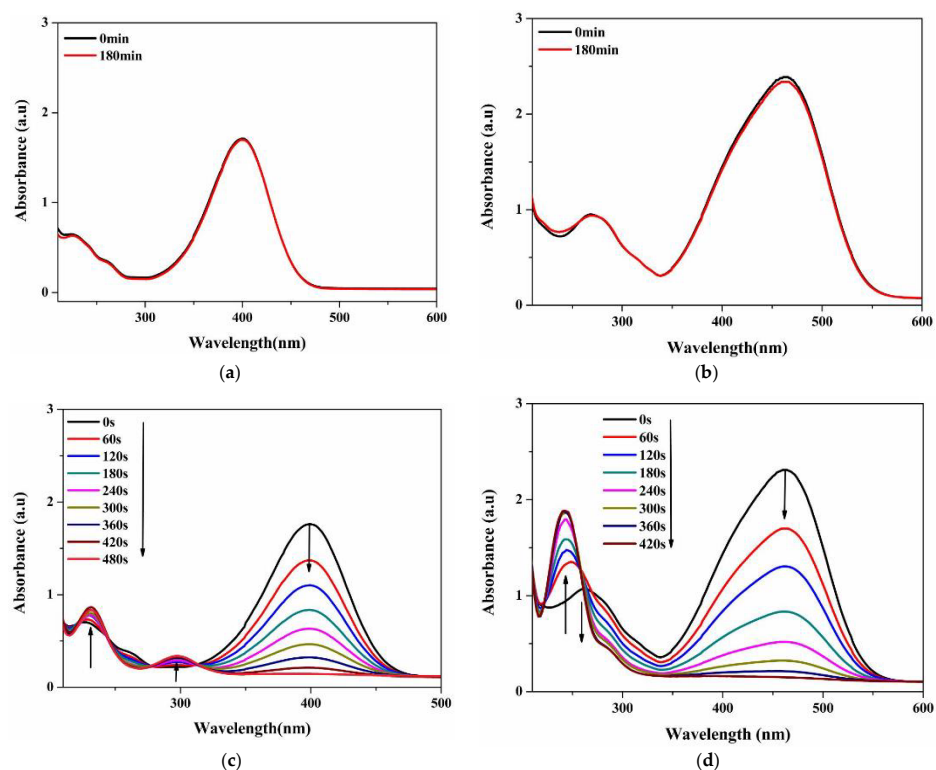 3
0min
180min
2
1
0
Absorbance (a.u)
300
400
500
600
Wavelength(nm)
(a)
3
0min
180min
2
1
0
Absorbance (a.u)
300
400
500
600
Wavelength(nm)
(b)
3
0s
60s
120s
180s
240s
300s
360s
420s
480s
2
1
0
Absorbance (a.u)
300
400
500
Wavelength(nm)
(c)
3
0s
60s
120s
180s
240s
300s
360s
420s
2
1
0
Absorbance (a.u)
300
400
500
600
Wavelength (nm)
(d)